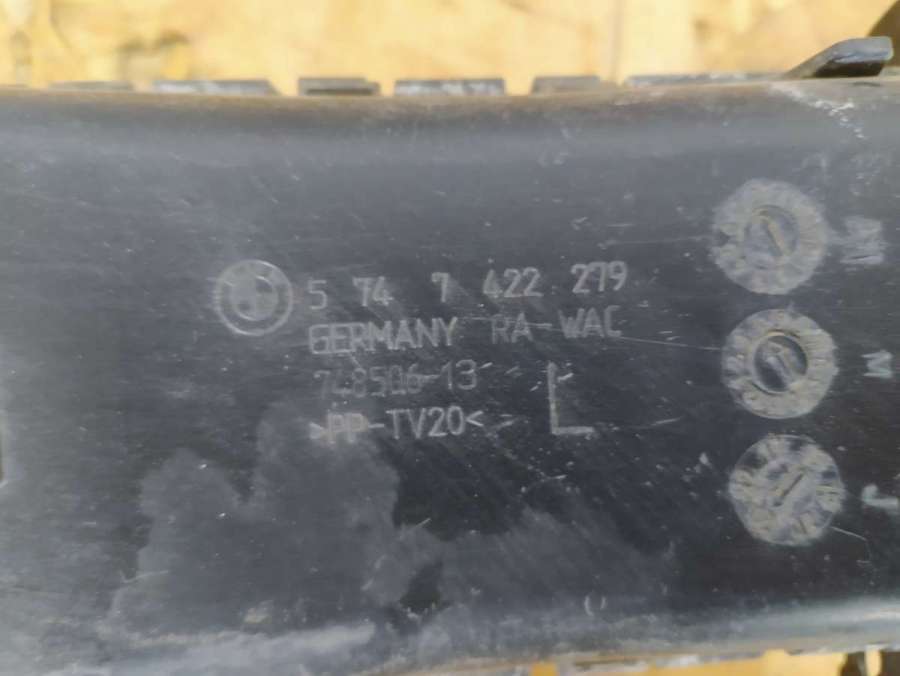 5 74 7 422 279
GERMANY RA-WAC
748506-13
>PP-TV20<
L